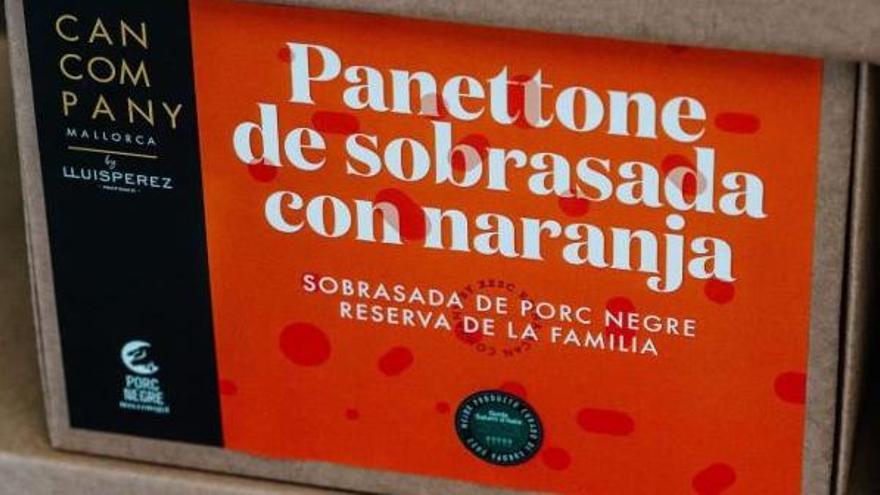 CAN
COM
PANY
MALLORCA
by
LLUISPEREZ
Panettone
de sobrasada
con naranja
SOBRASADA DE PORC NEGRE
RESERVA DE LA FAMILIA
PORC
NEGRE